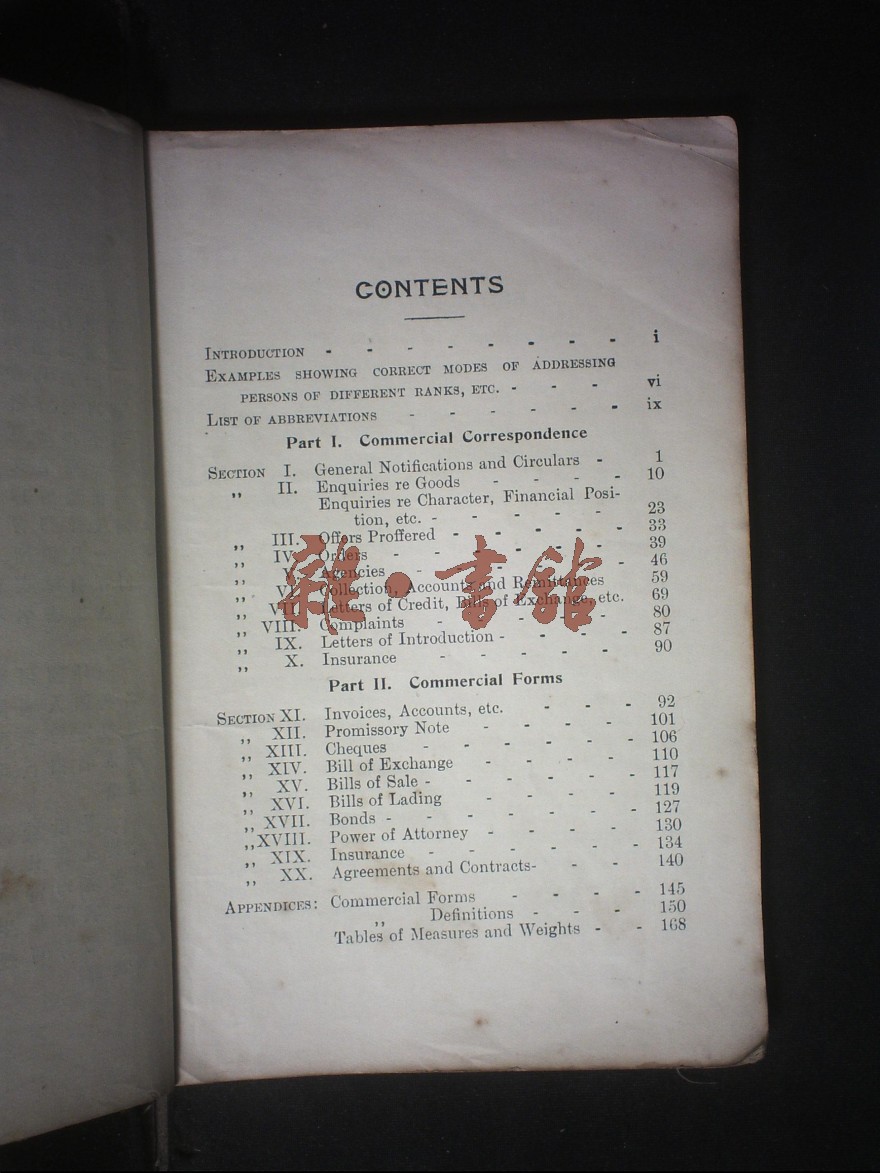 CONTENTS
INTRODUCTION - - - - - - - - i
EXAMPLES SHOWING CORRECT MODES OF ADDRESSING
PERSONS OF DIFFERENT RANKS, ETC. - - - vi
LIST OF ABBREVIATIONS - - - - - - ix
Part I. Commercial Correspondence
SECTION I. General Notifications and Circulars - 1
,, II. Enquiries re Goods - - - - 10
Enquiries re Character, Financial Posi-
tion, etc. - - - - - 23
,, III. Offers Proffered - - - - - 33
,, IV. Orders - - - - - - 39
,, V. Agencies - - - - - - 46
,, VI. Collection, Accounts and Remittances 59
,, VII. Letters of Credit, Bills of Exchange, etc. 69
,, VIII. Complaints - - - - - 80
,, IX. Letters of Introduction - - - - 87
,, X. Insurance - - - - - 90
Part II. Commercial Forms
SECTION XI. Invoices, Accounts, etc. - - - 92
,, XII. Promissory Note - - - - 101
,, XIII. Cheques - - - - - - 106
,, XIV. Bill of Exchange - - - - 110
,, XV. Bills of Sale - - - - - - 117
,, XVI. Bills of Lading - - - - 119
,, XVII. Bonds - - - - - - - 127
,, XVIII. Power of Attorney - - - - 130
,, XIX. Insurance - - - - - - 134
,, XX. Agreements and Contracts- - - 140
APPENDICES: Commercial Forms - - - - 145
,, Definitions - - - 150
Tables of Measures and Weights - - 168
雜·書館